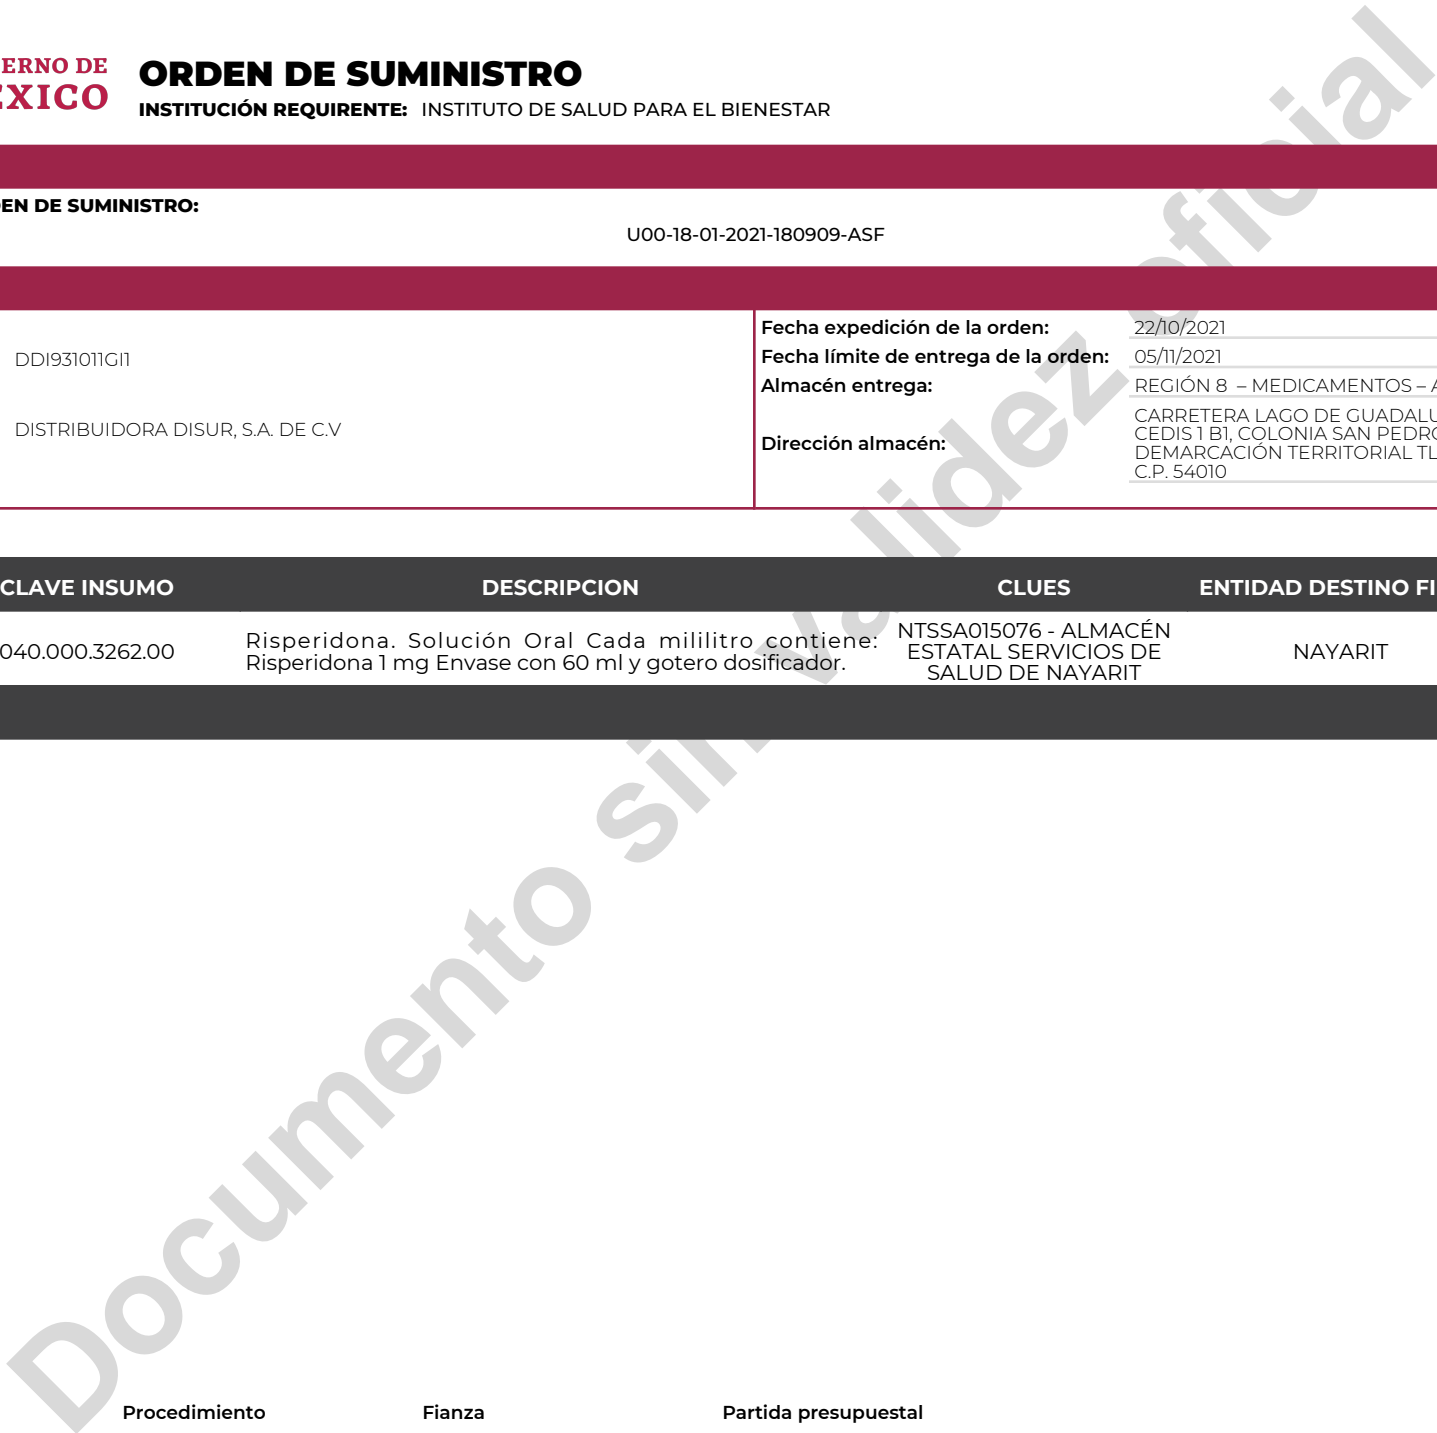 ERNO DE
EXICO
ORDEN DE SUMINISTRO
INSTITUCIÓN REQUIRENTE: INSTITUTO DE SALUD PARA EL BIENESTAR
EN DE SUMINISTRO:
U00-18-01-2021-180909-ASF
DDI931011GI1
DISTRIBUIDORA DISUR, S.A. DE C.V
Fecha expedición de la orden: 22/10/2021
Fecha límite de entrega de la orden: 05/11/2021
Almacén entrega: REGIÓN 8 – MEDICAMENTOS – A
Dirección almacén:
CARRETERA LAGO DE GUADALU
CEDIS 1 B1, COLONIA SAN PEDRO
DEMARCACIÓN TERRITORIAL TL
C.P. 54010
CLAVE INSUMO DESCRIPCION CLUES ENTIDAD DESTINO FI
040.000.3262.00
Risperidona. Solución Oral Cada mililitro contiene:
Risperidona 1 mg Envase con 60 ml y gotero dosificador.
NTSSA015076 - ALMACÉN
ESTATAL SERVICIOS DE
SALUD DE NAYARIT
NAYARIT
Documento sin validez oficial
Procedimiento Fianza Partida presupuestal